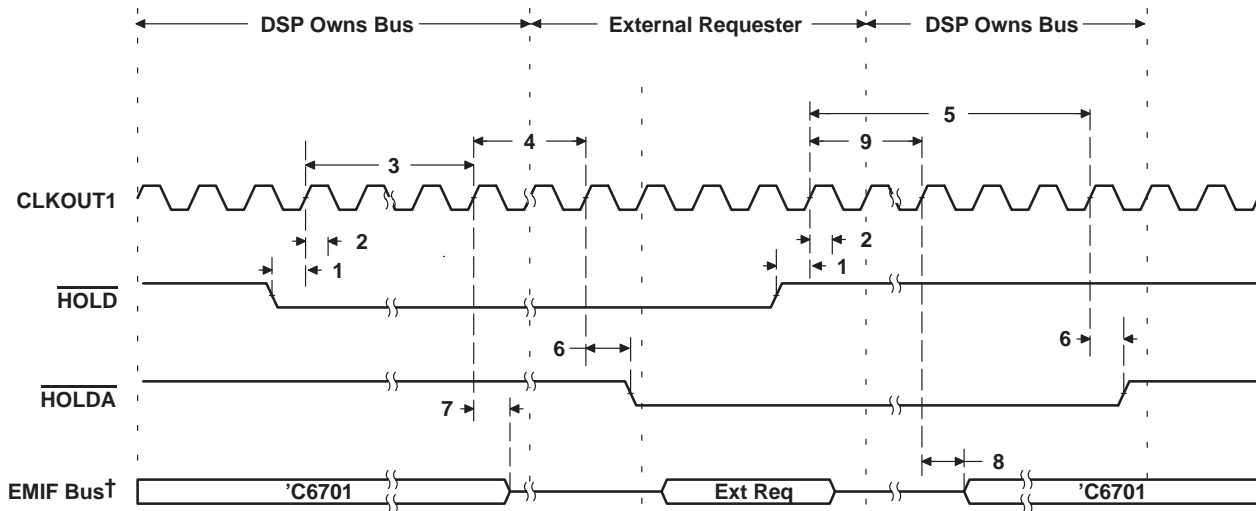 DSP Owns Bus External Requester DSP Owns Bus
5
4 9
3
CLKOUT1
2 2
1 1
HOLD
6 6
HOLDA
7
8
EMIF Bus† ’C6701 Ext Req ’C6701